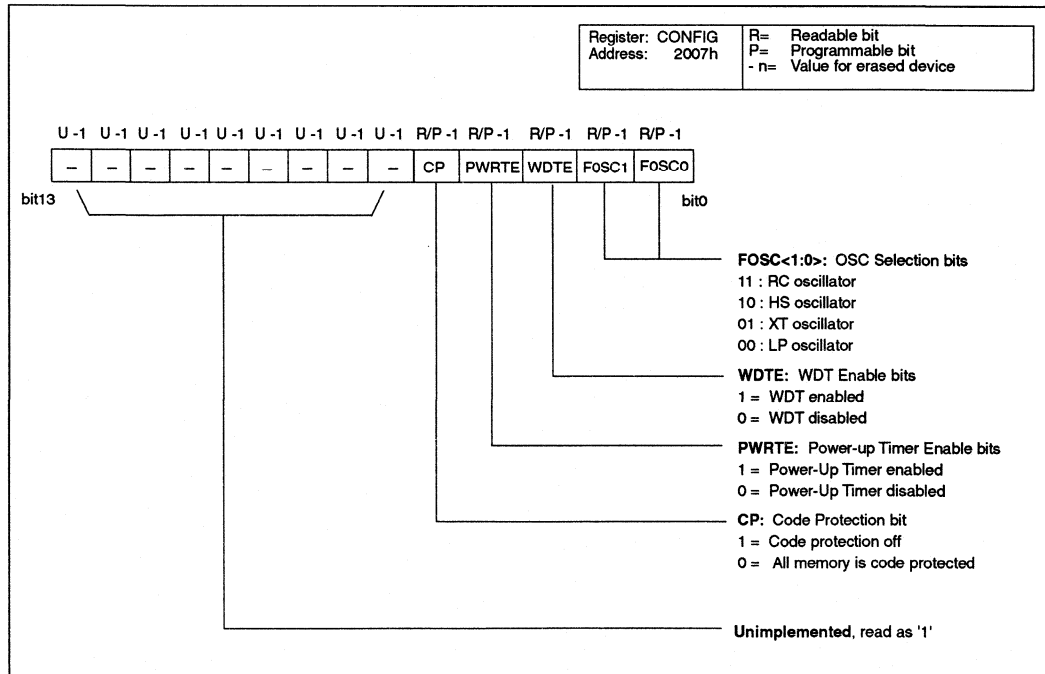 Register: CONFIG
Address: 2007h
R= Readable bit
P= Programmable bit
- n= Value for erased device
U -1 U -1 U -1 U -1 U -1 U -1 U -1 U -1 U -1 R/P -1 R/P -1 R/P -1 R/P -1 R/P -1
– – – – – – – – – CP PWRTE WDTE FOSC1 FOSC0
bit13 bit0
FOSC<1:0>: OSC Selection bits
11 : RC oscillator
10 : HS oscillator
01 : XT oscillator
00 : LP oscillator
WDTE: WDT Enable bits
1 = WDT enabled
0 = WDT disabled
PWRTE: Power-up Timer Enable bits
1 = Power-Up Timer enabled
0 = Power-Up Timer disabled
CP: Code Protection bit
1 = Code protection off
0 = All memory is code protected
Unimplemented, read as '1'